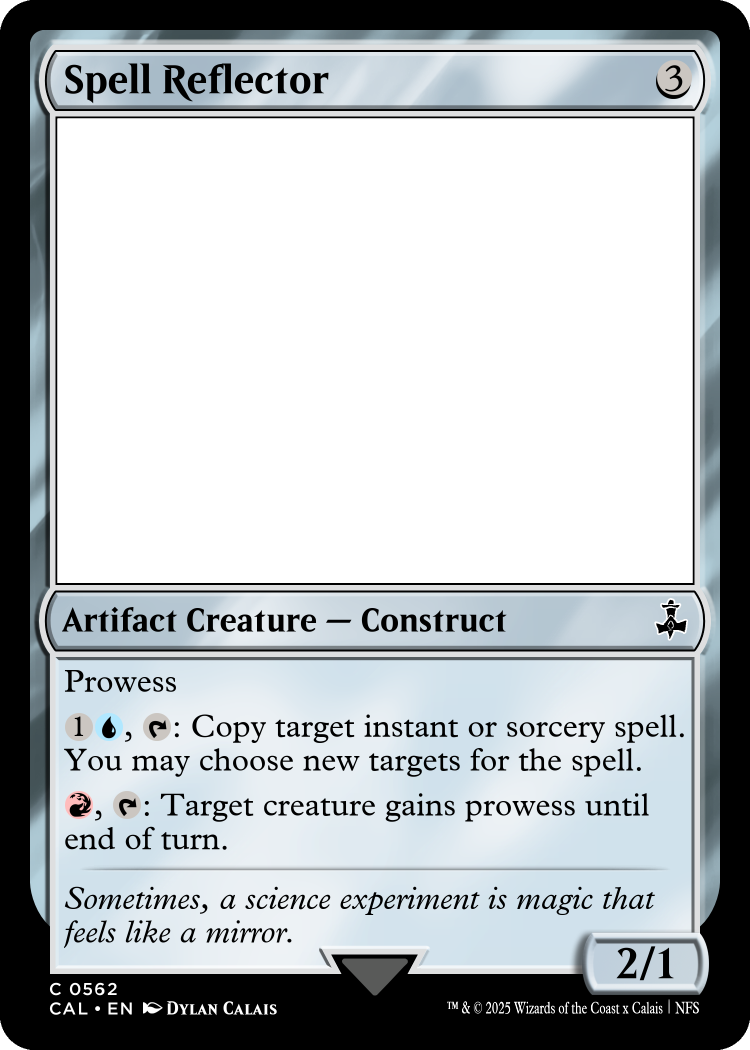 Spell Reflector 3
Artifact Creature — Construct
Prowess
1, : Copy target instant or sorcery spell.
You may choose new targets for the spell.
, : Target creature gains prowess until
end of turn.
Sometimes, a science experiment is magic that
feels like a mirror.
2/1
C 0562
CAL • EN DYLAN CALAIS
™ & © 2025 Wizards of the Coast x Calais | NFS